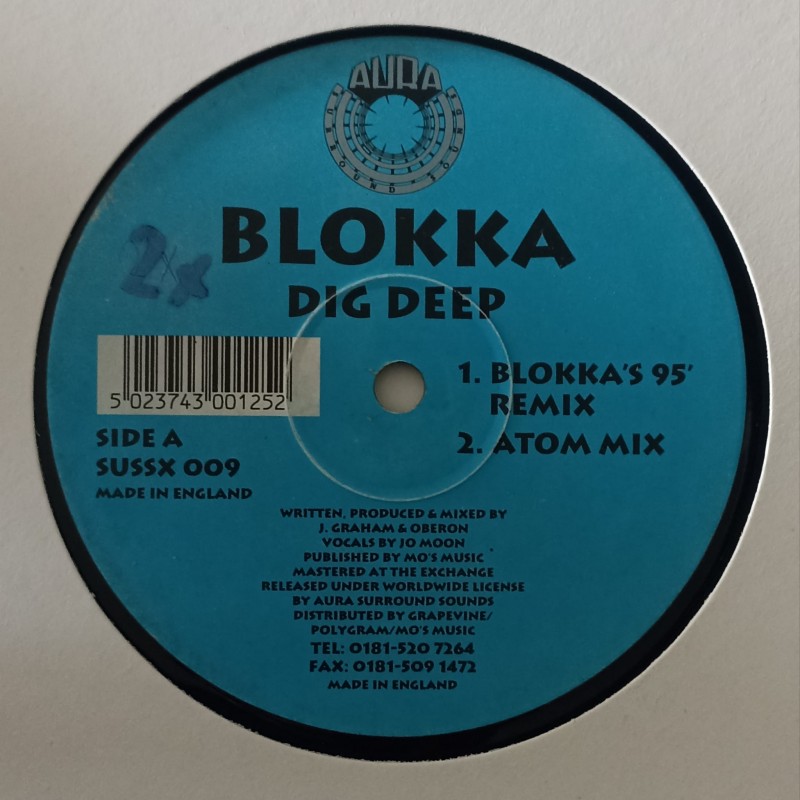 AURA
SURROUND SOUNDS
BLOKKA
DIG DEEP
2x
5 023743 001252
1. BLOKKA'S 95'
REMIX
2. ATOM MIX
SIDE A
SUSSX 009
MADE IN ENGLAND
WRITTEN, PRODUCED & MIXED BY
J. GRAHAM & OBERON
VOCALS BY JO MOON
PUBLISHED BY MO'S MUSIC
MASTERED AT THE EXCHANGE
RELEASED UNDER WORLDWIDE LICENSE
BY AURA SURROUND SOUNDS
DISTRIBUTED BY GRAPEVINE/
POLYGRAM/MO'S MUSIC
TEL: 0181-520 7264
FAX: 0181-509 1472
MADE IN ENGLAND